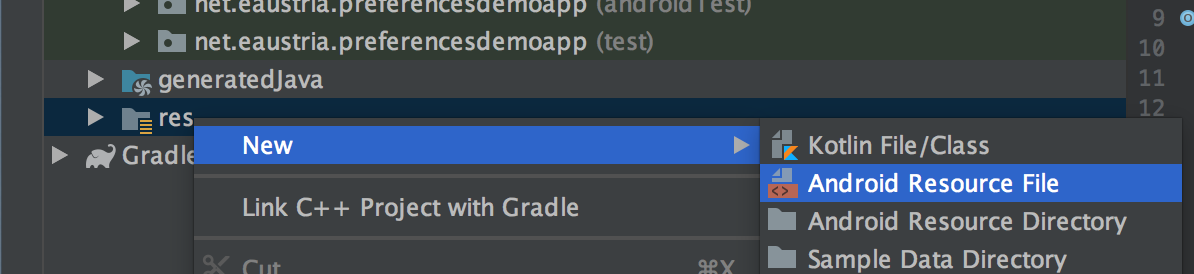 net.eaustria.preferencesdemoapp (androidTest)
net.eaustria.preferencesdemoapp (test)
generatedJava
res
Gradle
New
Link C++ Project with Gradle
Cut ⌘X
Kotlin File/Class
Android Resource File
Android Resource Directory
Sample Data Directory
9
10
11
12